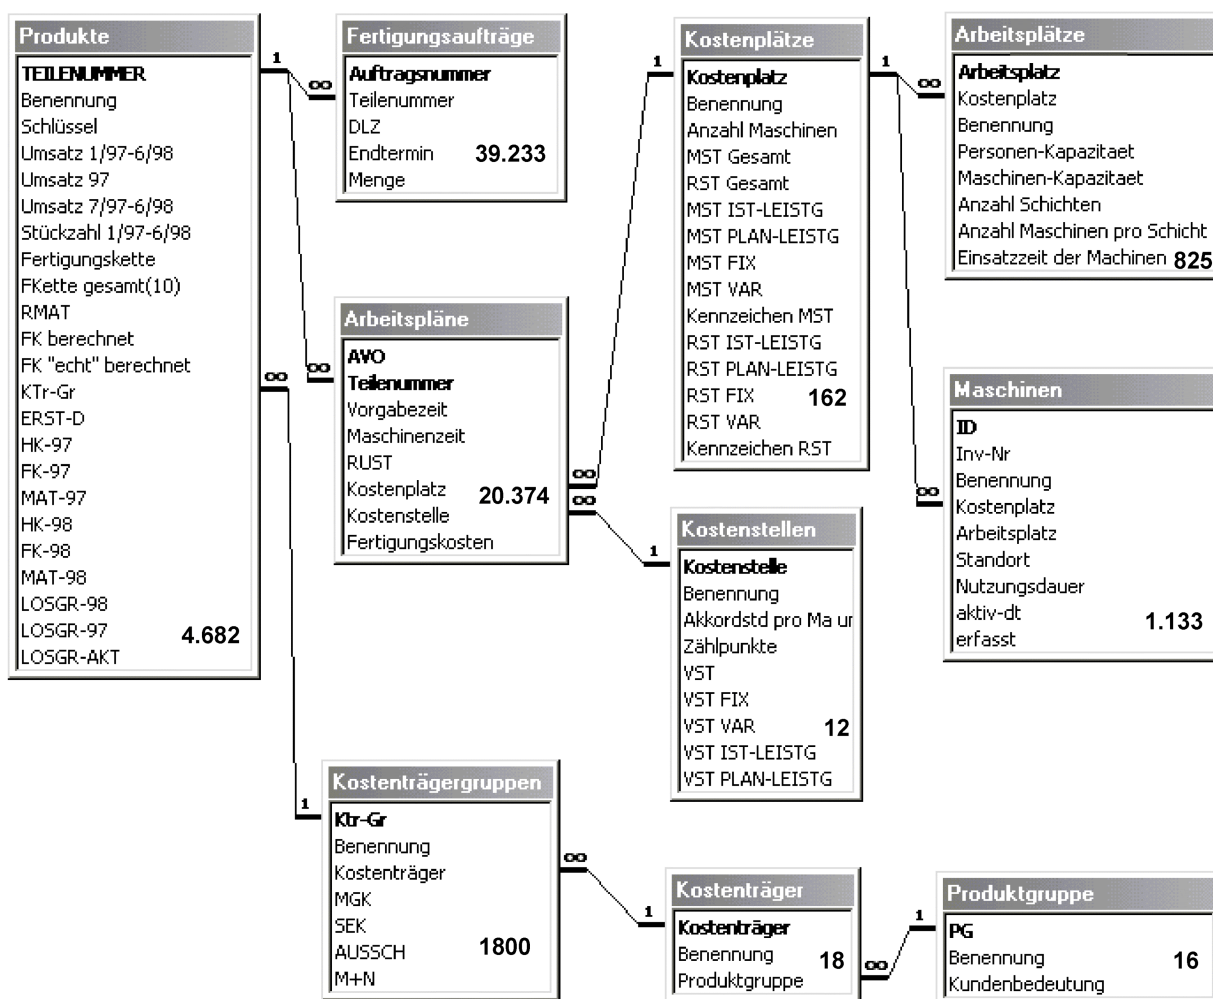 Produkte
TEILENUMMER
Benennung
Schlüssel
Umsatz 1/97-6/98
Umsatz 97
Umsatz 7/97-6/98
Stückzahl 1/97-6/98
Fertigungskette
FKette gesamt(10)
RMAT
FK berechnet
FK "echt" berechnet
KTr-Gr
ERST-D
HK-97
FK-97
MAT-97
HK-98
FK-98
MAT-98
LOSGR-98
LOSGR-97 4.682
LOSGR-AKT
1
∞
∞
∞
Fertigungsaufträge
Auftragsnummer
Teilenummer
DLZ
Endtermin 39.233
Menge
Arbeitspläne
AVO
Teilenummer
Vorgabezeit
Maschinenzeit
RUST
Kostenplatz 20.374
Kostenstelle
Fertigungskosten
∞
∞
1
1
Kostenplätze
Kostenplatz
Benennung
Anzahl Maschinen
MST Gesamt
RST Gesamt
MST IST-LEISTG
MST PLAN-LEISTG
MST FIX
MST VAR
Kennzeichen MST
RST IST-LEISTG
RST PLAN-LEISTG
RST FIX 162
RST VAR
Kennzeichen RST
1
∞
∞
Arbeitsplätze
Arbeitsplatz
Kostenplatz
Benennung
Personen-Kapazitaet
Maschinen-Kapazitaet
Anzahl Schichten
Anzahl Maschinen pro Schicht
Einsatzzeit der Machinen 825
Maschinen
ID
Inv-Nr
Benennung
Kostenplatz
Arbeitsplatz
Standort
Nutzungsdauer
aktiv-dt 1.133
erfasst
Kostenstellen
Kostenstelle
Benennung
Akkordstd pro Ma un
Zählpunkte
VST
VST FIX
VST VAR 12
VST IST-LEISTG
VST PLAN-LEISTG
1
Kostenträgergruppen
Ktr-Gr
Benennung
Kostenträger
MGK
SEK
AUSSCH 1800
M+N
∞
1
Kostenträger
Kostenträger
Benennung 18
Produktgruppe
∞
1
Produktgruppe
PG
Benennung 16
Kundenbedeutung